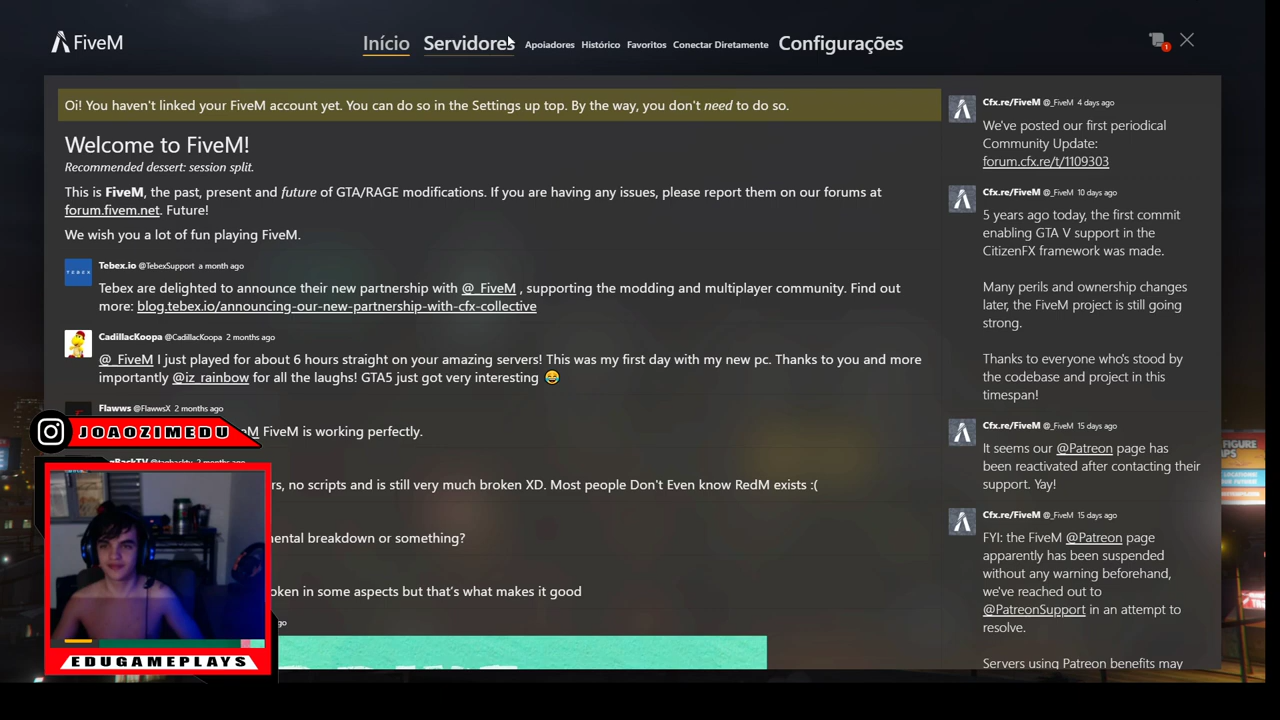 FiveM
Início Servidores Apoiadores Histórico Favoritos Conectar Diretamente Configurações
1
Oi! You haven't linked your FiveM account yet. You can do so in the Settings up top. By the way, you don't need to do so.
Welcome to FiveM!
Recommended dessert: session split.
This is FiveM, the past, present and future of GTA/RAGE modifications. If you are having any issues, please report them on our forums at
forum.fivem.net. Future!
We wish you a lot of fun playing FiveM.
TEBEX
Tebex.io @TebexSupport a month ago
Tebex are delighted to announce their new partnership with @_FiveM , supporting the modding and multiplayer community. Find out
more: blog.tebex.io/announcing-our-new-partnership-with-cfx-collective
CadillacKoopa @CadillacKoopa 2 months ago
@_FiveM I just played for about 6 hours straight on your amazing servers! This was my first day with my new pc. Thanks to you and more
importantly @iz_rainbow for all the laughs! GTA5 just got very interesting 😂
Flawws @FlawwsX 2 months ago
eM FiveM is working perfectly.
2 months ago
rs, no scripts and is still very much broken XD. Most people Don't Even know RedM exists :(
mental breakdown or something?
oken in some aspects but that's what makes it good
go
JOAOZIMEDU
EDUGAMEPLAYS
Cfx.re/FiveM @_FiveM 4 days ago
We've posted our first periodical
Community Update:
forum.cfx.re/t/1109303
Cfx.re/FiveM @_FiveM 10 days ago
5 years ago today, the first commit
enabling GTA V support in the
CitizenFX framework was made.
Many perils and ownership changes
later, the FiveM project is still going
strong.
Thanks to everyone who's stood by
the codebase and project in this
timespan!
Cfx.re/FiveM @_FiveM 15 days ago
It seems our @Patreon page has
been reactivated after contacting their
support. Yay!
Cfx.re/FiveM @_FiveM 15 days ago
FYI: the FiveM @Patreon page
apparently has been suspended
without any warning beforehand,
we've reached out to
@PatreonSupport in an attempt to
resolve.
Servers using Patreon benefits may
FIGURE